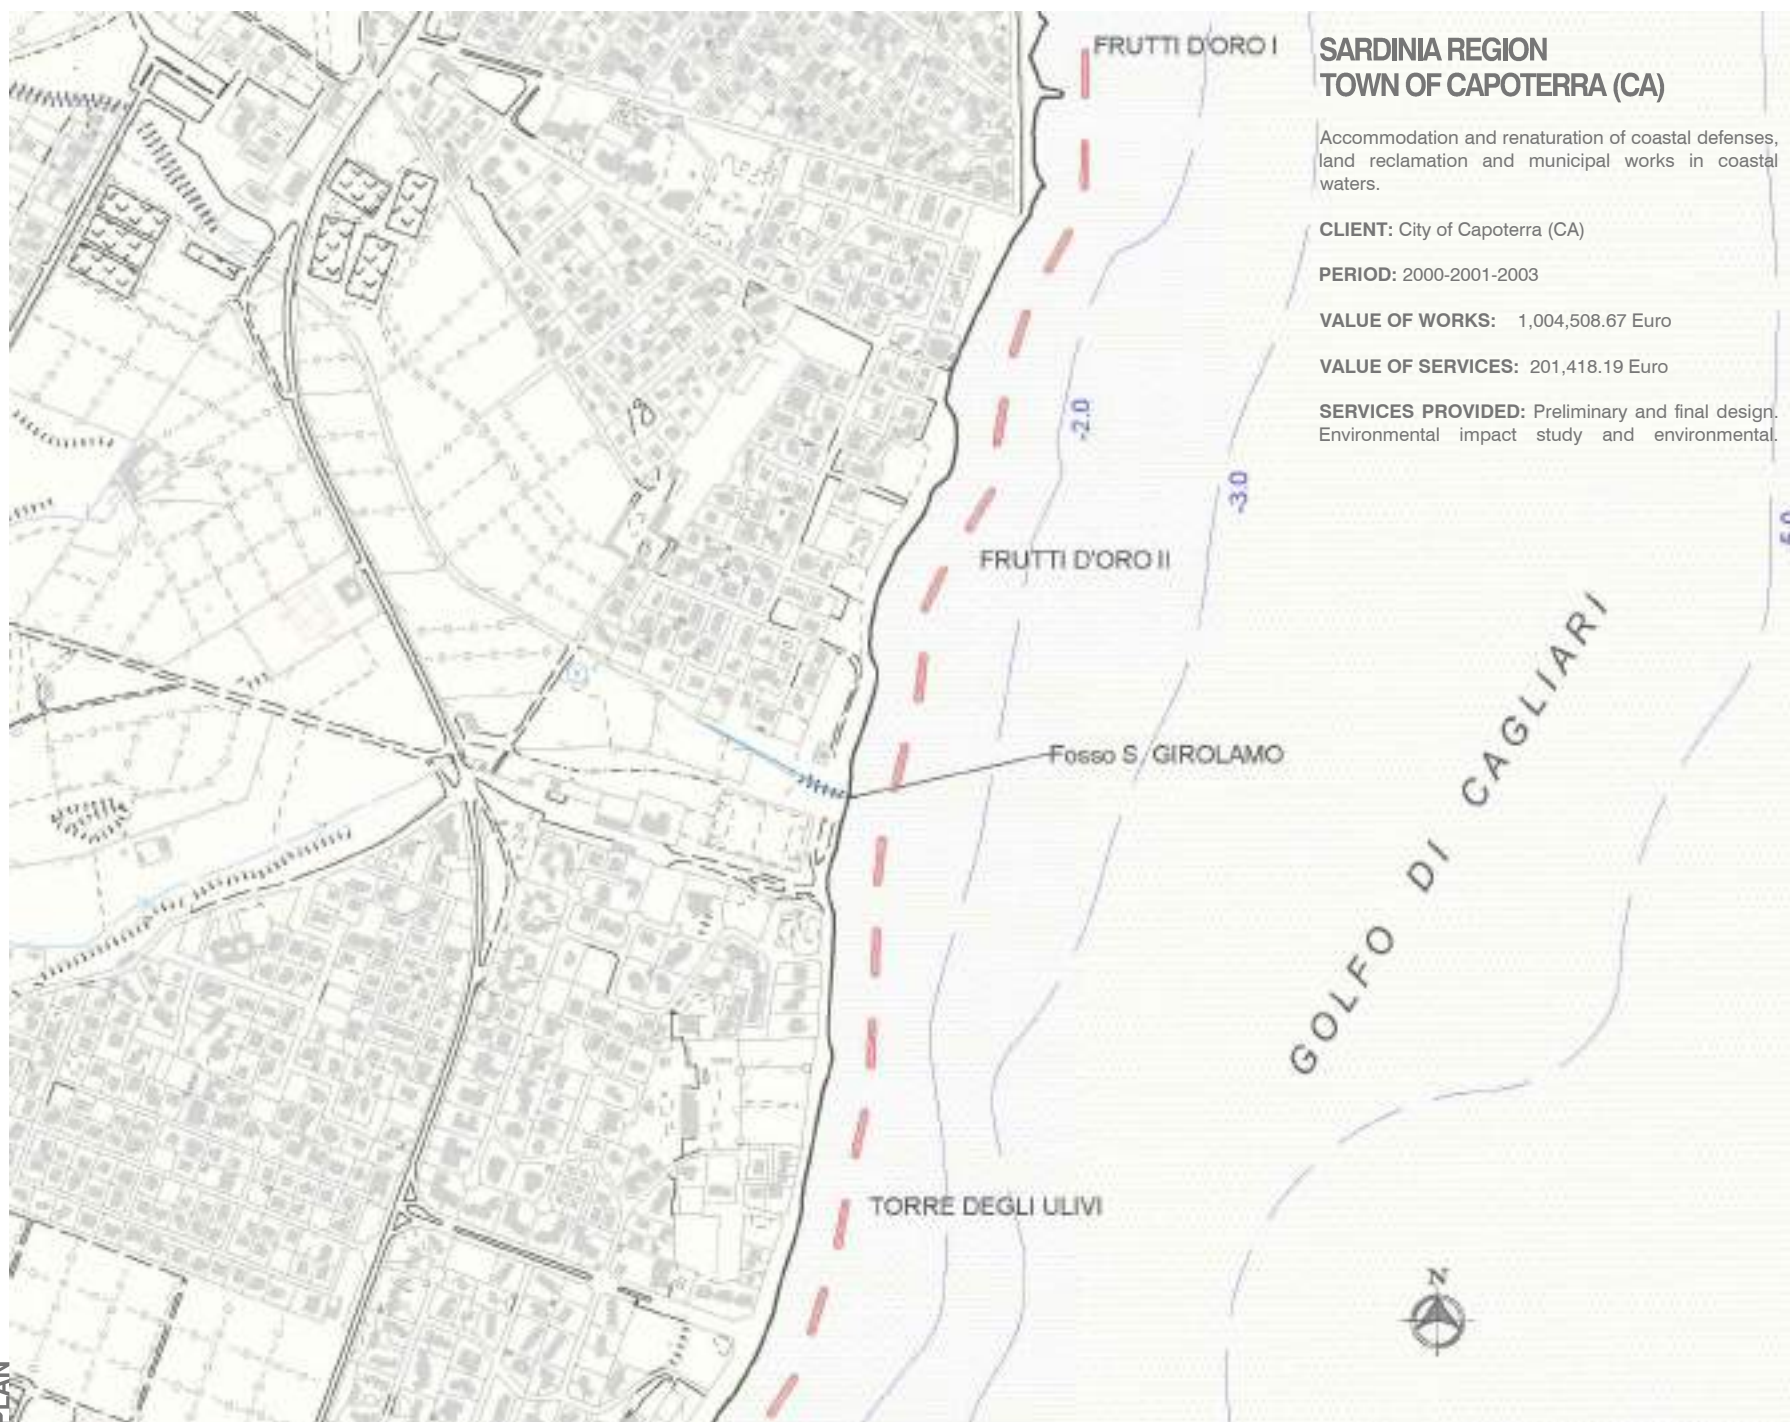 FRUTTI D'ORO I
SARDINIA REGION
TOWN OF CAPOTERRA (CA)
Accommodation and renaturation of coastal defenses,
land reclamation and municipal works in coastal
waters.
CLIENT: City of Capoterra (CA)
PERIOD: 2000-2001-2003
VALUE OF WORKS: 1,004,508.67 Euro
VALUE OF SERVICES: 201,418.19 Euro
SERVICES PROVIDED: Preliminary and final design.
Environmental impact study and environmental.
-2.0
-3.0
FRUTTI D'ORO II
GOLFO DI CAGLIARI
Fosso S. GIROLAMO
TORRE DEGLI ULIVI
N